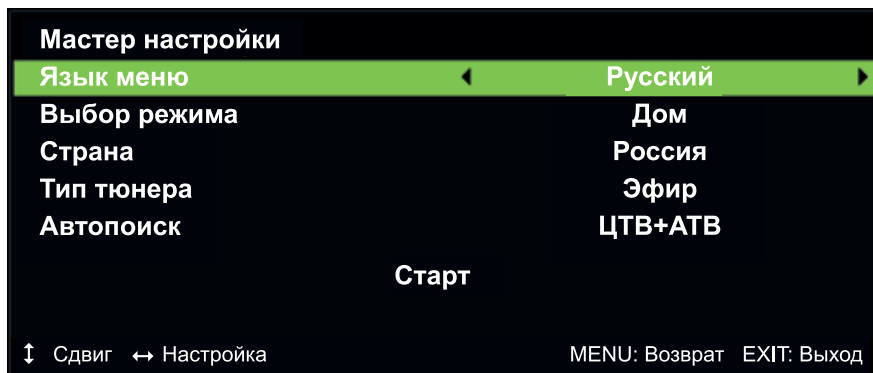 Мастер настройки
Язык меню Русский
Выбор режима Дом
Страна Россия
Тип тюнера Эфир
Автопоиск ЦТВ+АТВ
Старт
Сдвиг Настройка MENU: Возврат EXIT: Выход